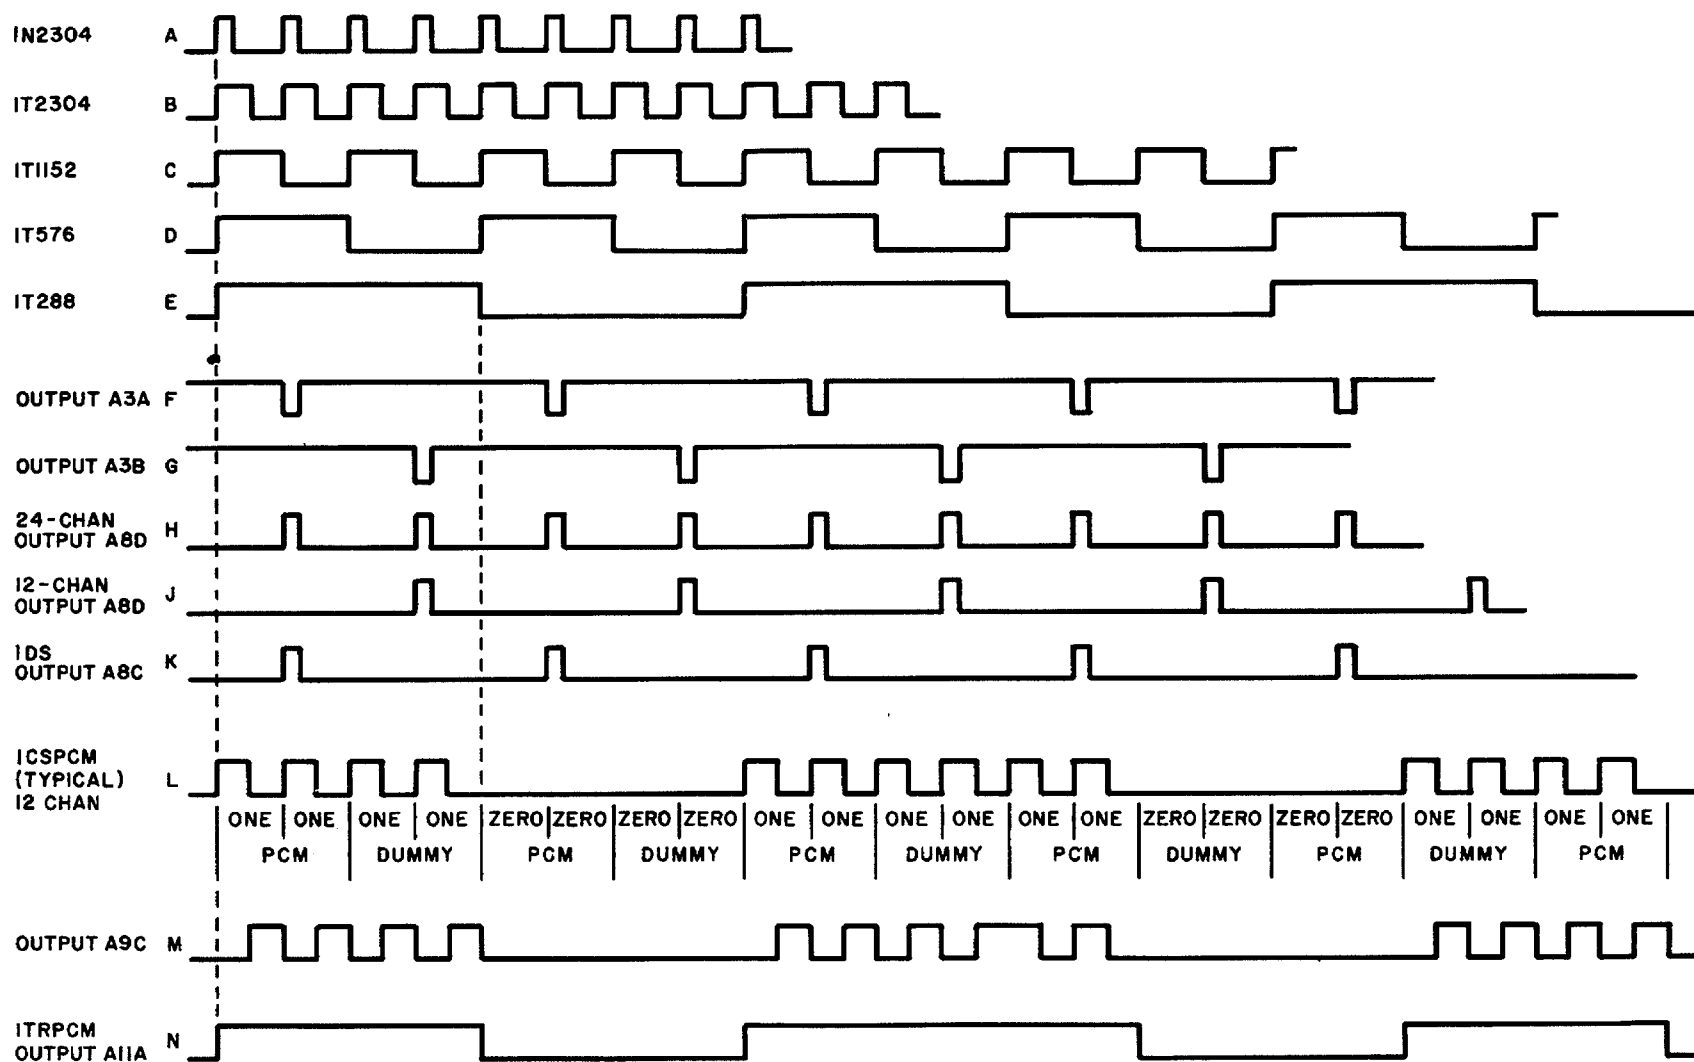 IN2304 A
IT2304 B
IT1152 C
IT576 D
IT288 E
OUTPUT A3A F
OUTPUT A3B G
24-CHAN
OUTPUT A8D H
12-CHAN
OUTPUT A8D J
1DS
OUTPUT A8C K
1CSPCM
(TYPICAL) L
12 CHAN
ONE ONE ONE ONE ZERO ZERO ZERO ZERO ONE ONE ONE ONE ONE ONE ZERO ZERO ZERO ZERO ONE ONE ONE ONE
PCM DUMMY PCM DUMMY PCM DUMMY PCM DUMMY PCM DUMMY PCM
OUTPUT A9C M
1TRPCM
OUTPUT A11A N